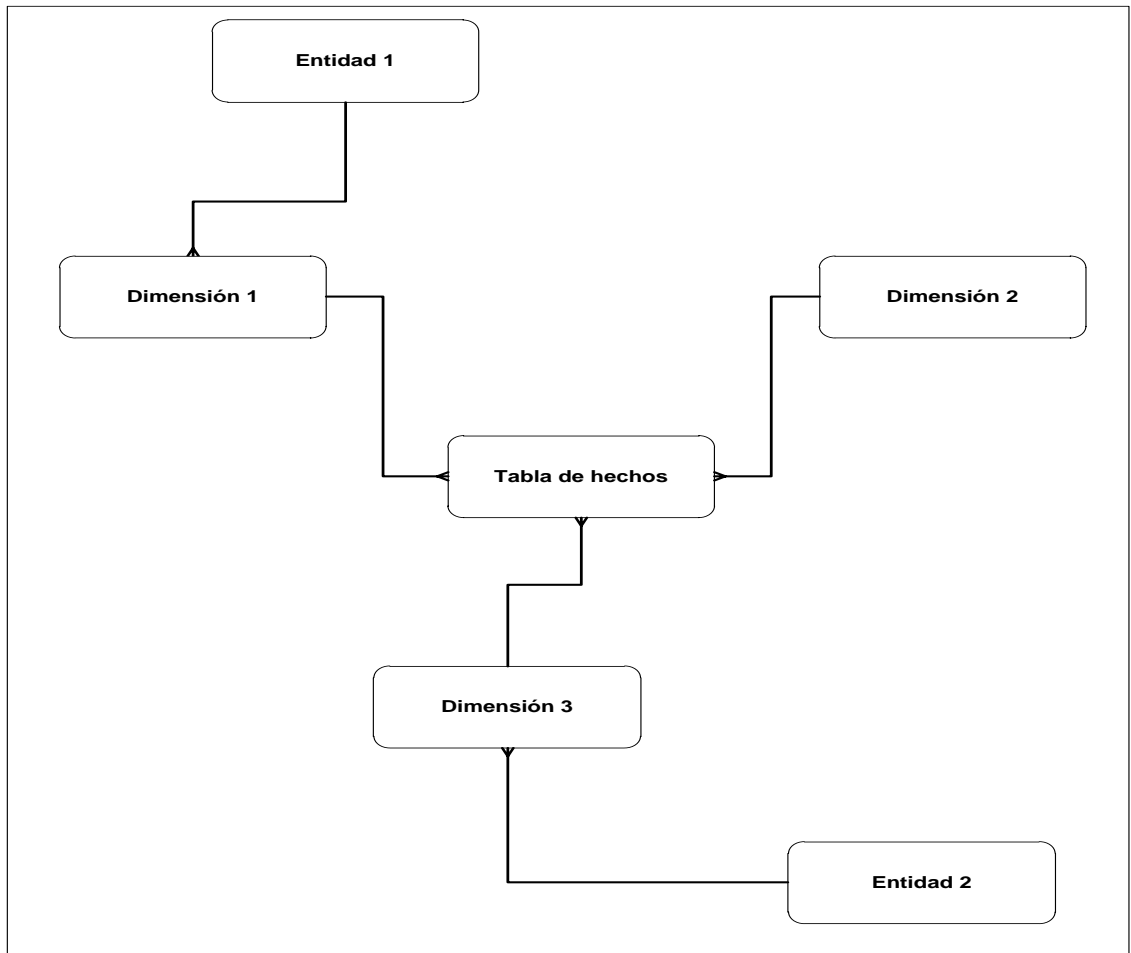 Entidad 1
Dimensión 1
Dimensión 2
Tabla de hechos
Dimensión 3
Entidad 2